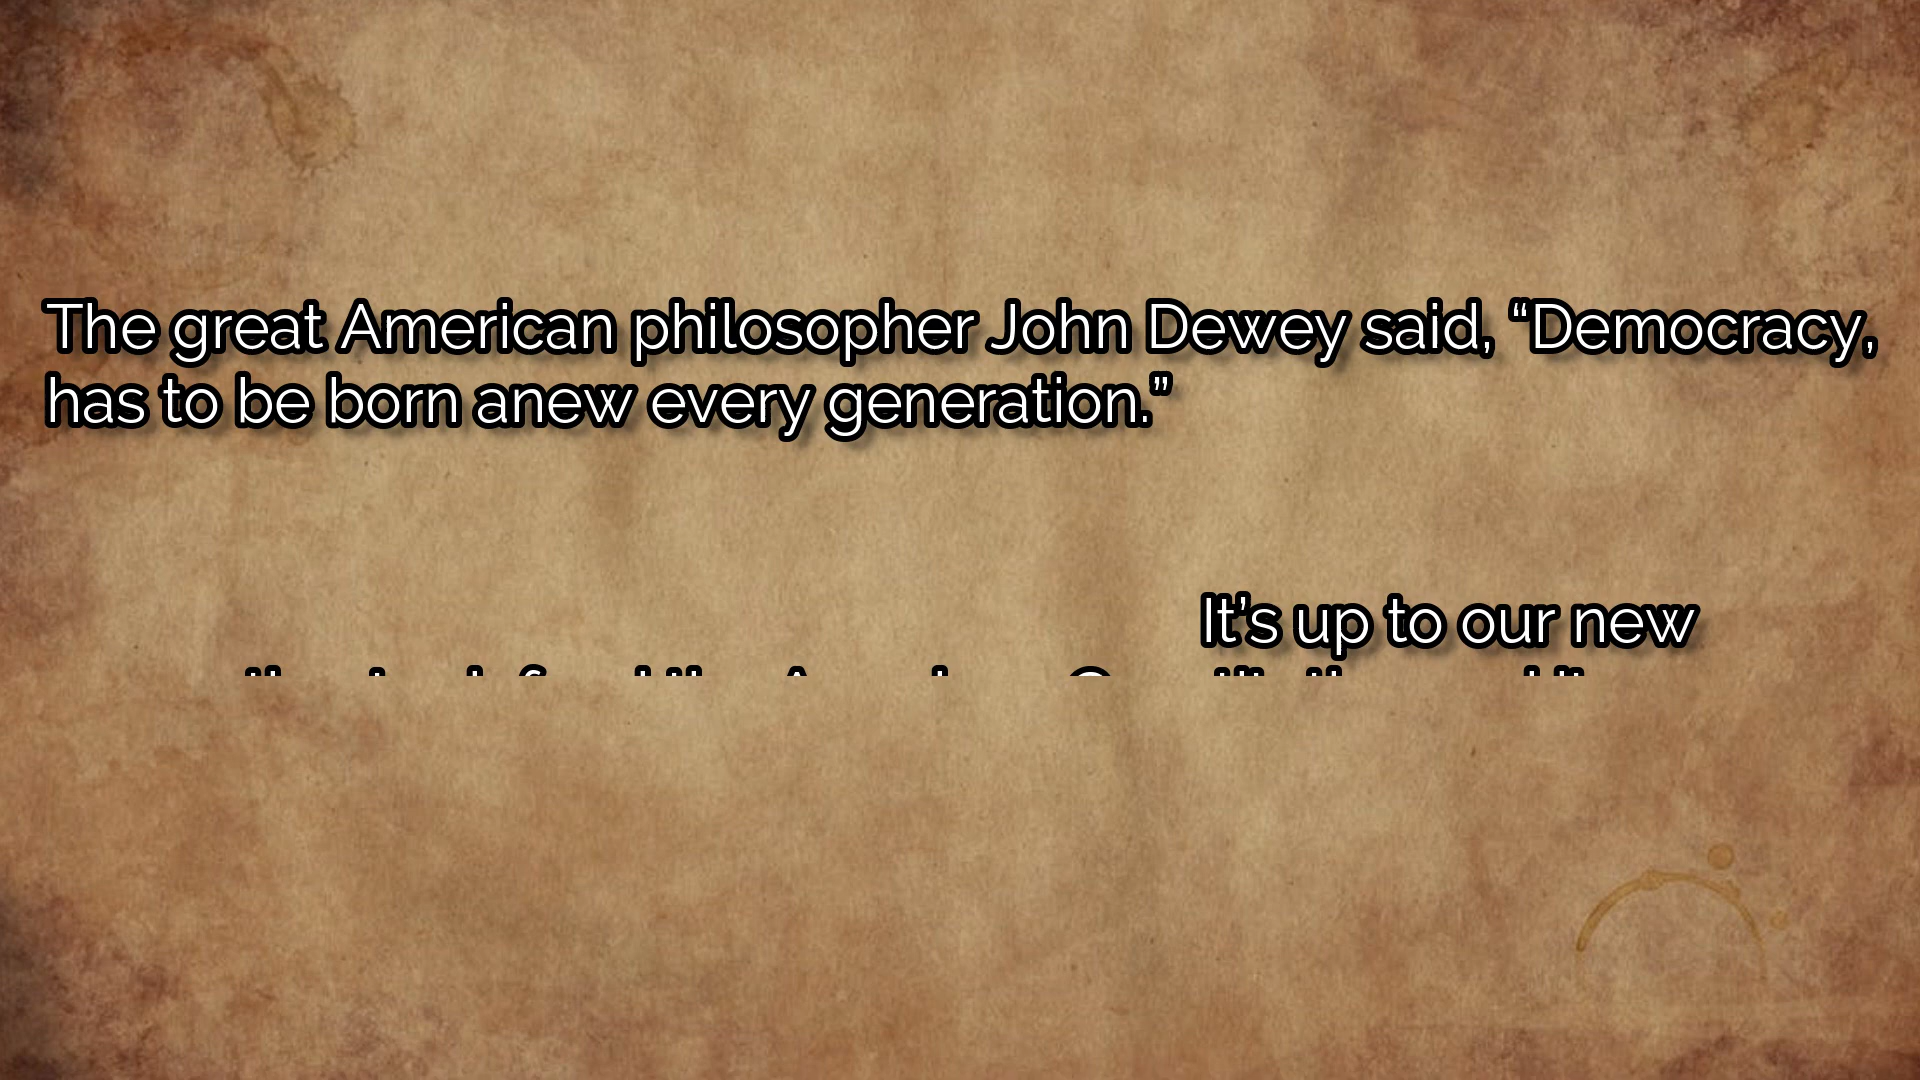 The great American philosopher John Dewey said, “Democracy,
has to be born anew every generation.”
It’s up to our new